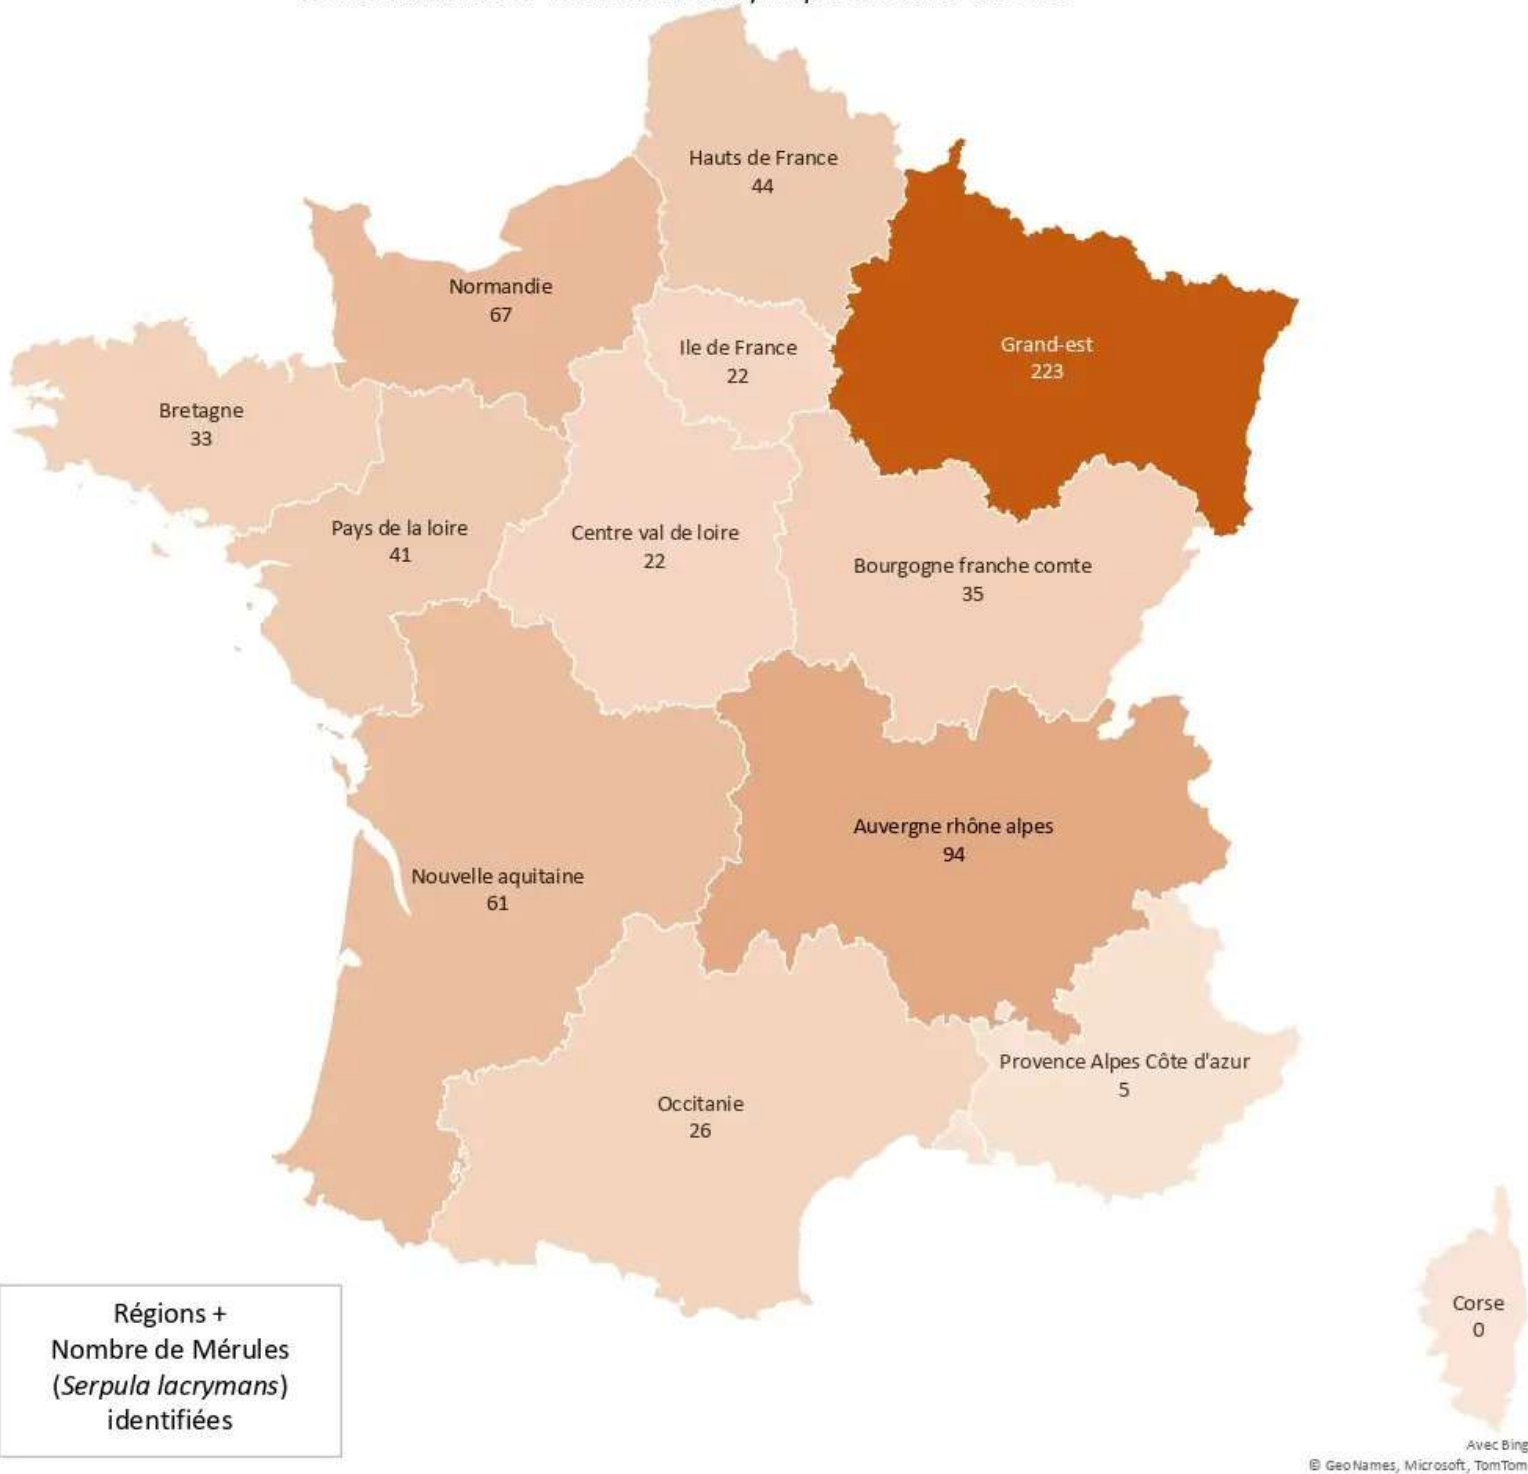 Hauts de France
44
Normandie
67
Ile de France
22
Grand-est
223
Bretagne
33
Pays de la loire
41
Centre val de loire
22
Bourgogne franche comte
35
Auvergne rhône alpes
94
Nouvelle aquitaine
61
Provence Alpes Côte d'azur
5
Occitanie
26
Corse
0
Régions +
Nombre de Mérules
(Serpula lacrymans)
identifiées
Avec Bing
© GeoNames, Microsoft, TomTom